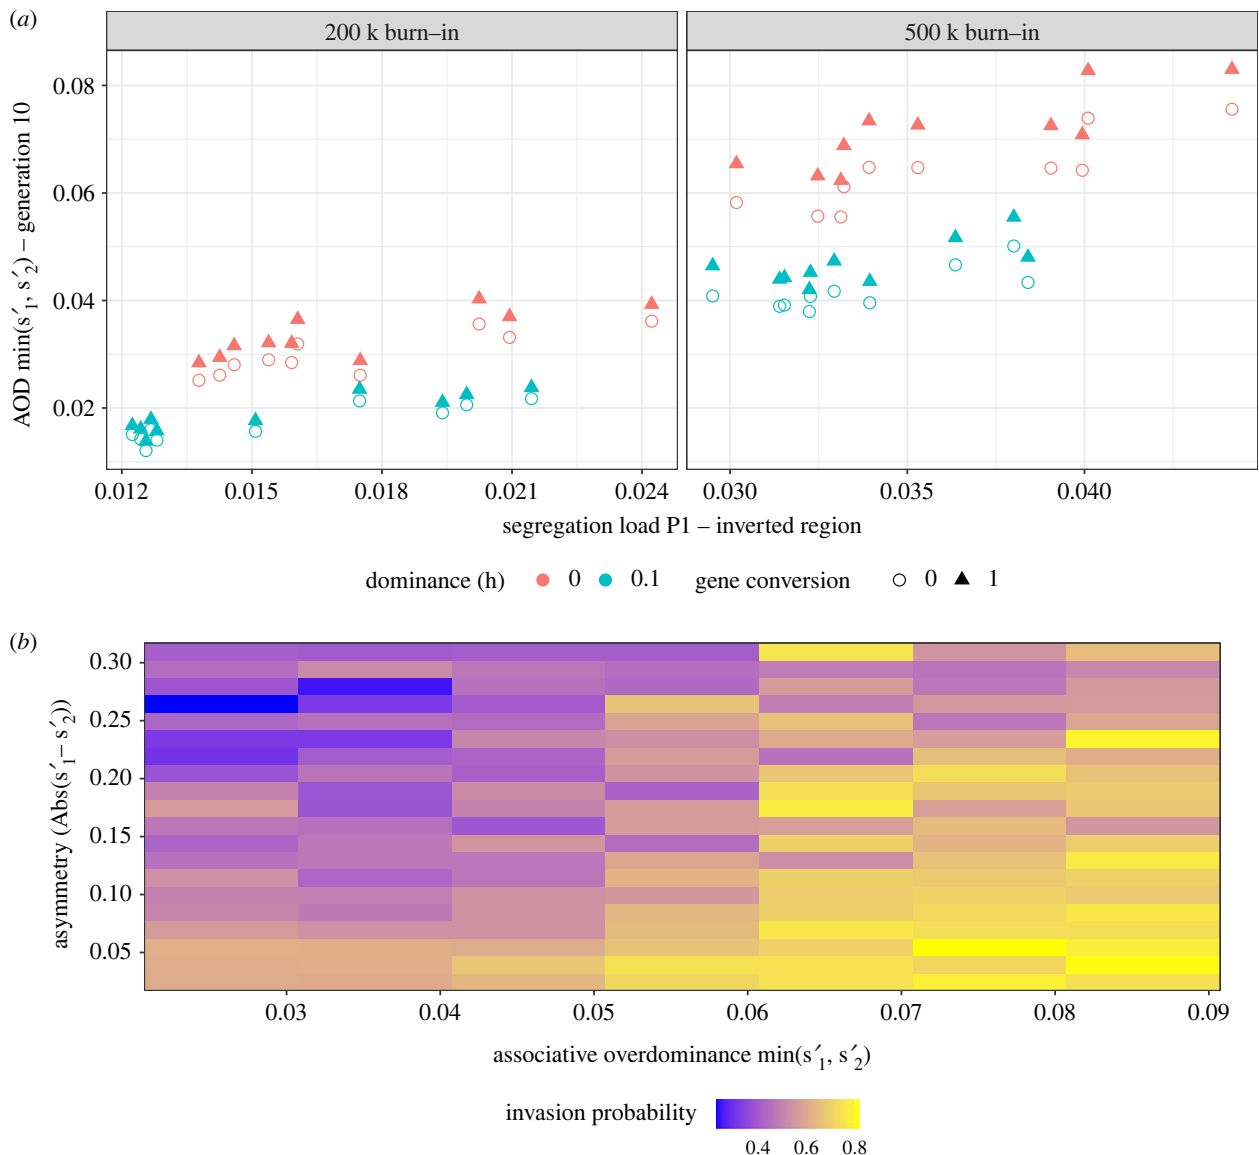 (a)
200 k burn–in
500 k burn–in
AOD min(s′1, s′2) – generation 10
0.08
0.06
0.04
0.02
0.012
0.015
0.018
0.021
0.024
0.030
0.035
0.040
segregation load P1 – inverted region
dominance (h) 0 0.1 gene conversion 0 1
(b)
asymmetry (Abs(s′1– s′2))
0.30
0.25
0.20
0.15
0.10
0.05
0.03
0.04
0.05
0.06
0.07
0.08
0.09
associative overdominance min(s′1, s′2)
invasion probability
0.4 0.6 0.8